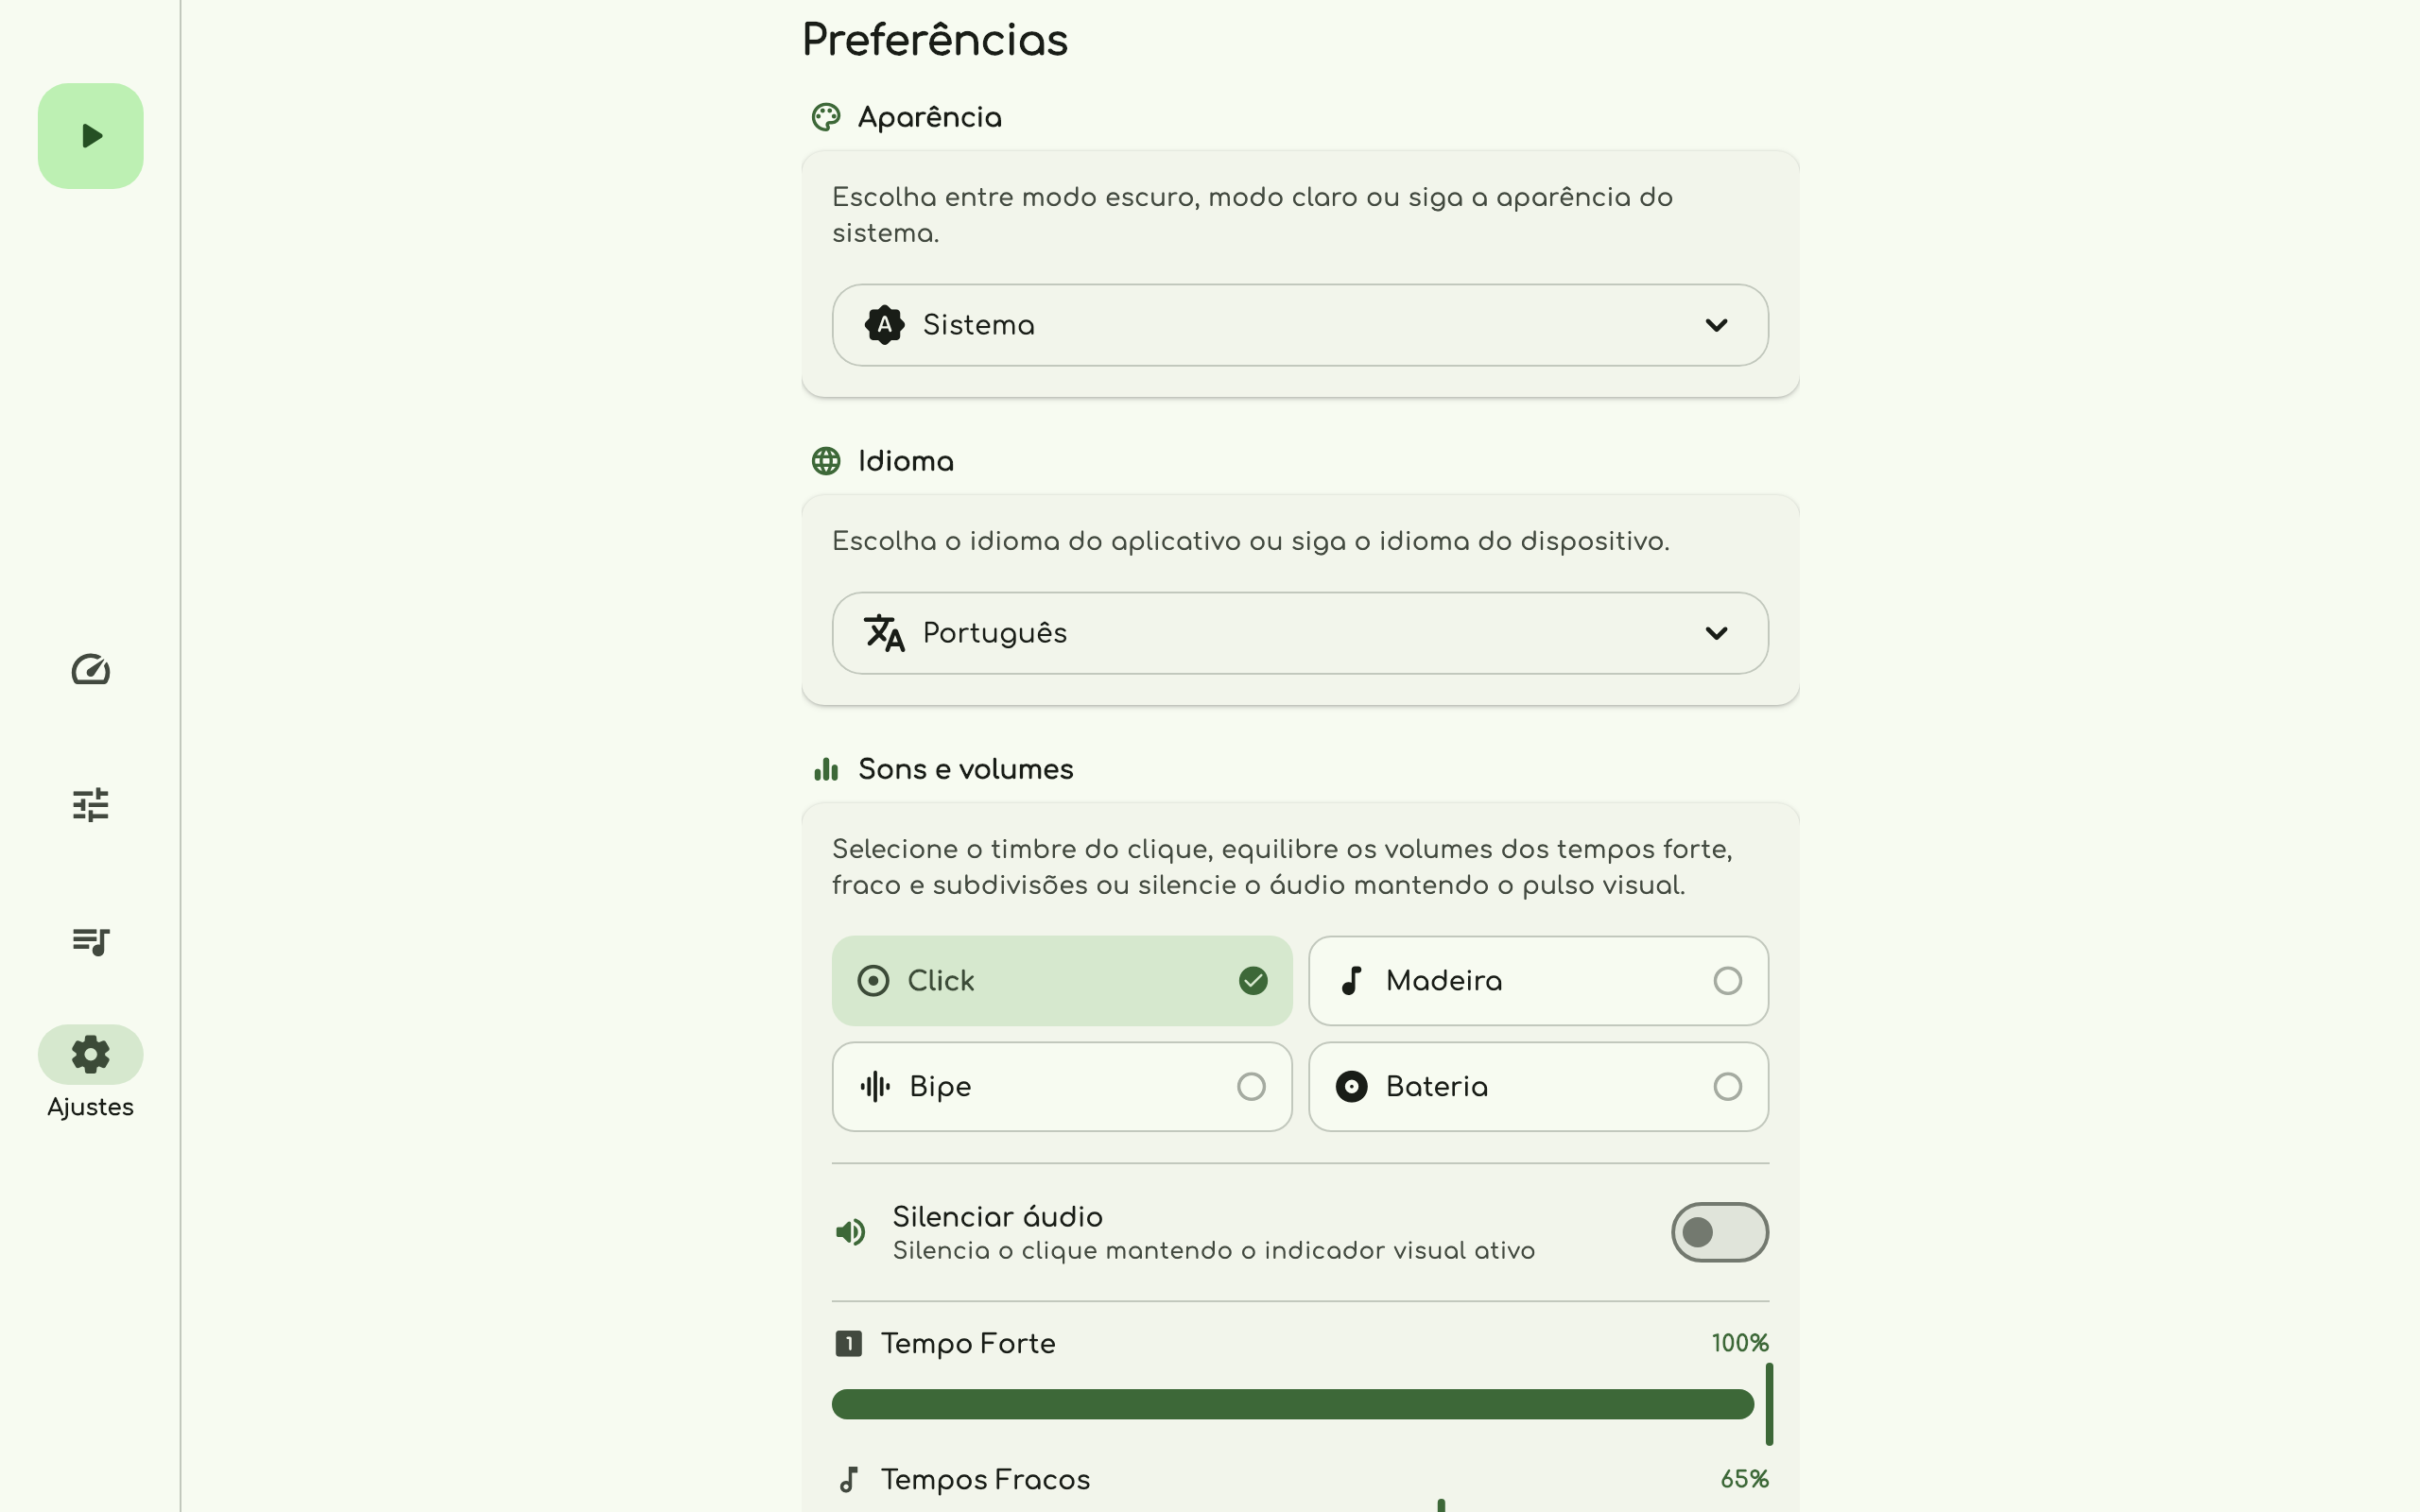 Preferências
Aparência
Escolha entre modo escuro, modo claro ou siga a aparência do
sistema.
Sistema
Idioma
Escolha o idioma do aplicativo ou siga o idioma do dispositivo.
Português
Sons e volumes
Selecione o timbre do clique, equilibre os volumes dos tempos forte,
fraco e subdivisões ou silencie o áudio mantendo o pulso visual.
Click
Madeira
Bipe
Bateria
Ajustes
Silenciar áudio
Silencia o clique mantendo o indicador visual ativo
Tempo Forte
100%
Tempos Fracos
65%